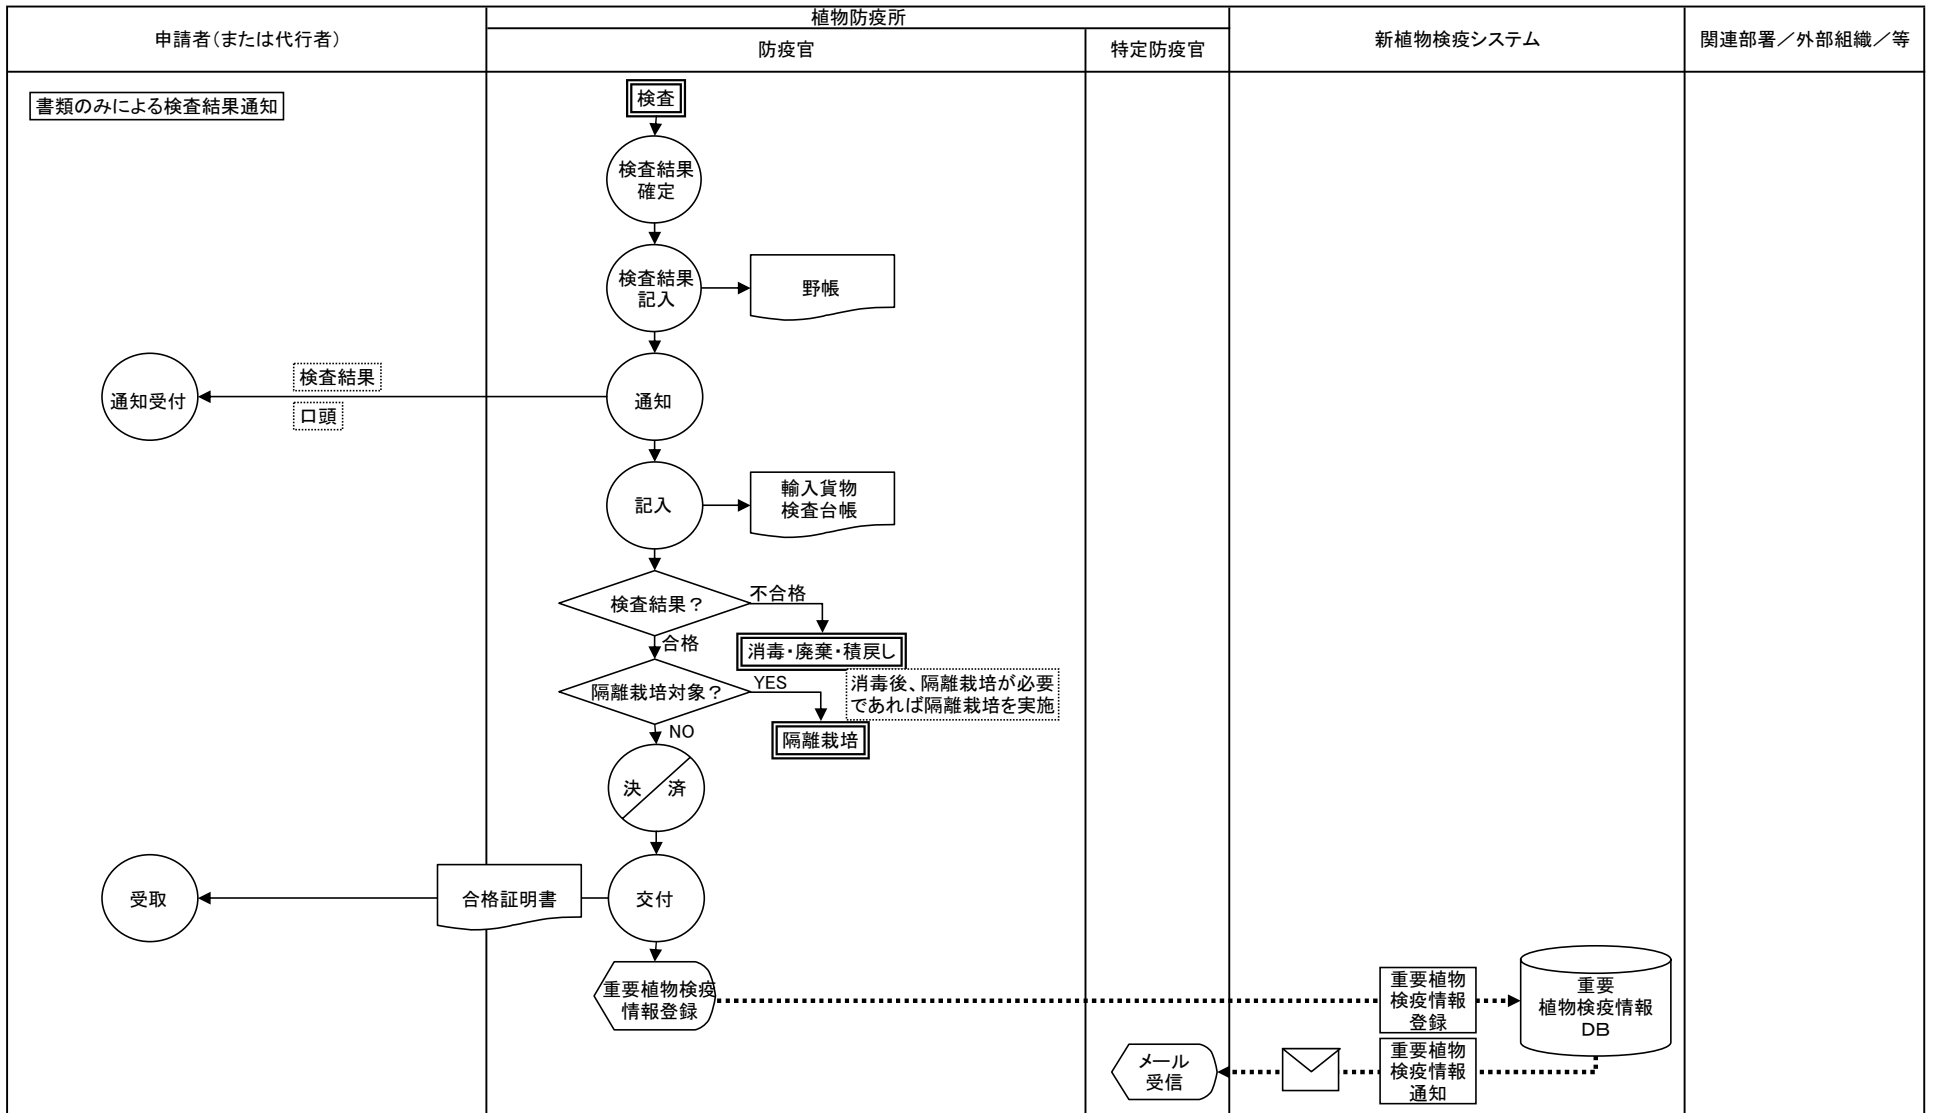 植物防疫所
申請者(または代行者)
防疫官
特定防疫官
新植物検疫システム
関連部署/外部組織/等
書類のみによる検査結果通知
検査
検査結果
確定
検査結果
記入
野帳
検査結果
通知受付
通知
口頭
記入
輸入貨物
検査台帳
検査結果？
不合格
合格
消毒・廃棄・積戻し
隔離栽培対象？
YES
消毒後、隔離栽培が必要
であれば隔離栽培を実施
NO
隔離栽培
決 済
受取
合格証明書
交付
重要植物検疫
情報登録
重要植物
検疫情報
登録
重要
植物検疫情報
DB
メール
受信
重要植物
検疫情報
通知